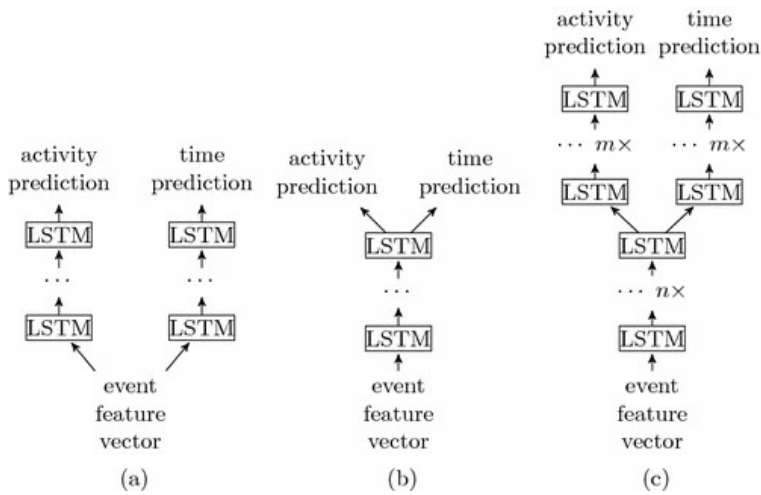 activity
prediction
time
prediction
LSTM
LSTM
...
...
LSTM
LSTM
event
feature
vector
(a)
activity
prediction
time
prediction
LSTM
...
LSTM
event
feature
vector
(b)
activity
prediction
time
prediction
LSTM
LSTM
... m×
... m×
LSTM
LSTM
LSTM
... n×
LSTM
event
feature
vector
(c)